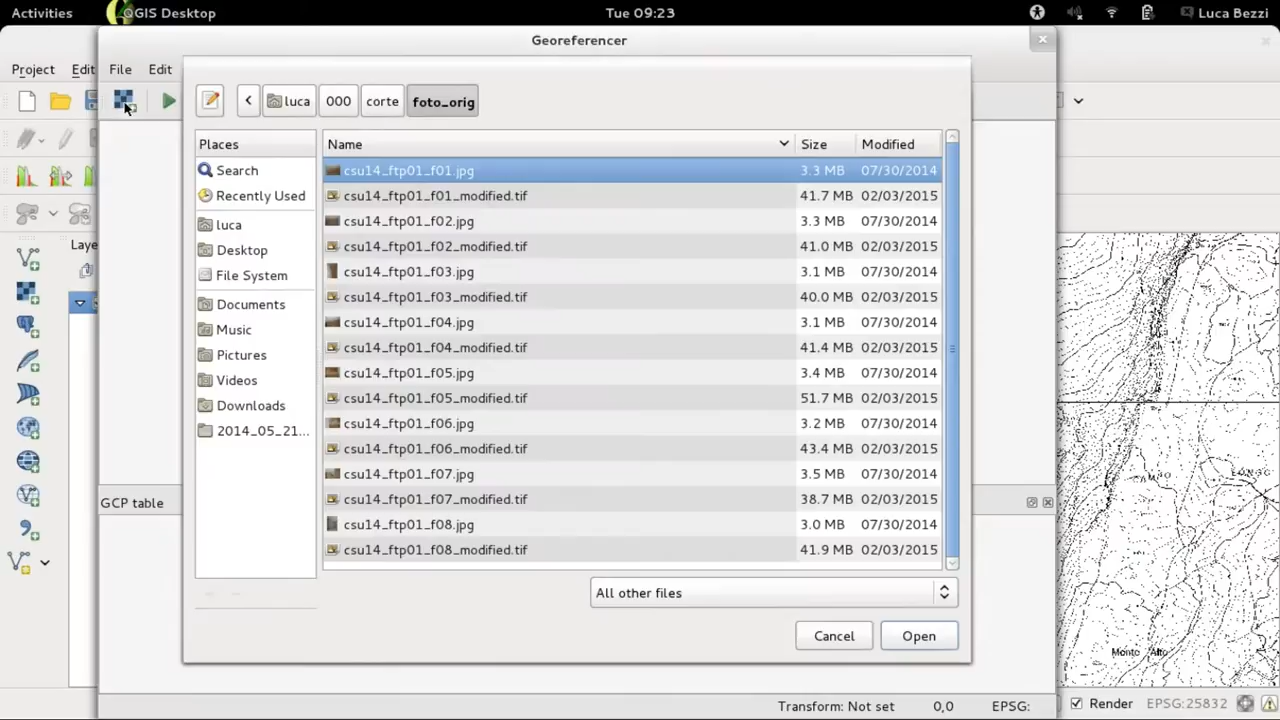 Activities QGIS Desktop Tue 09:23 Luca Bezzi
Georeferencer
Project Edit File Edit
luca 000 corte foto_orig
Places Name Size Modified
Search csu14_ftp01_f01.jpg 3.3 MB 07/30/2014
Recently Used csu14_ftp01_f01_modified.tif 41.7 MB 02/03/2015
luca csu14_ftp01_f02.jpg 3.3 MB 07/30/2014
Desktop csu14_ftp01_f02_modified.tif 41.0 MB 02/03/2015
File System csu14_ftp01_f03.jpg 3.1 MB 07/30/2014
Documents csu14_ftp01_f03_modified.tif 40.0 MB 02/03/2015
Music csu14_ftp01_f04.jpg 3.1 MB 07/30/2014
Pictures csu14_ftp01_f04_modified.tif 41.4 MB 02/03/2015
Videos csu14_ftp01_f05.jpg 3.4 MB 07/30/2014
Downloads csu14_ftp01_f05_modified.tif 51.7 MB 02/03/2015
2014_05_21... csu14_ftp01_f06.jpg 3.2 MB 07/30/2014
csu14_ftp01_f06_modified.tif 43.4 MB 02/03/2015
csu14_ftp01_f07.jpg 3.5 MB 07/30/2014
csu14_ftp01_f07_modified.tif 38.7 MB 02/03/2015
csu14_ftp01_f08.jpg 3.0 MB 07/30/2014
csu14_ftp01_f08_modified.tif 41.9 MB 02/03/2015
Laye
GCP table
All other files
Cancel Open
Monto Alto
Transform: Not set 0,0 EPSG: Render EPSG:25832